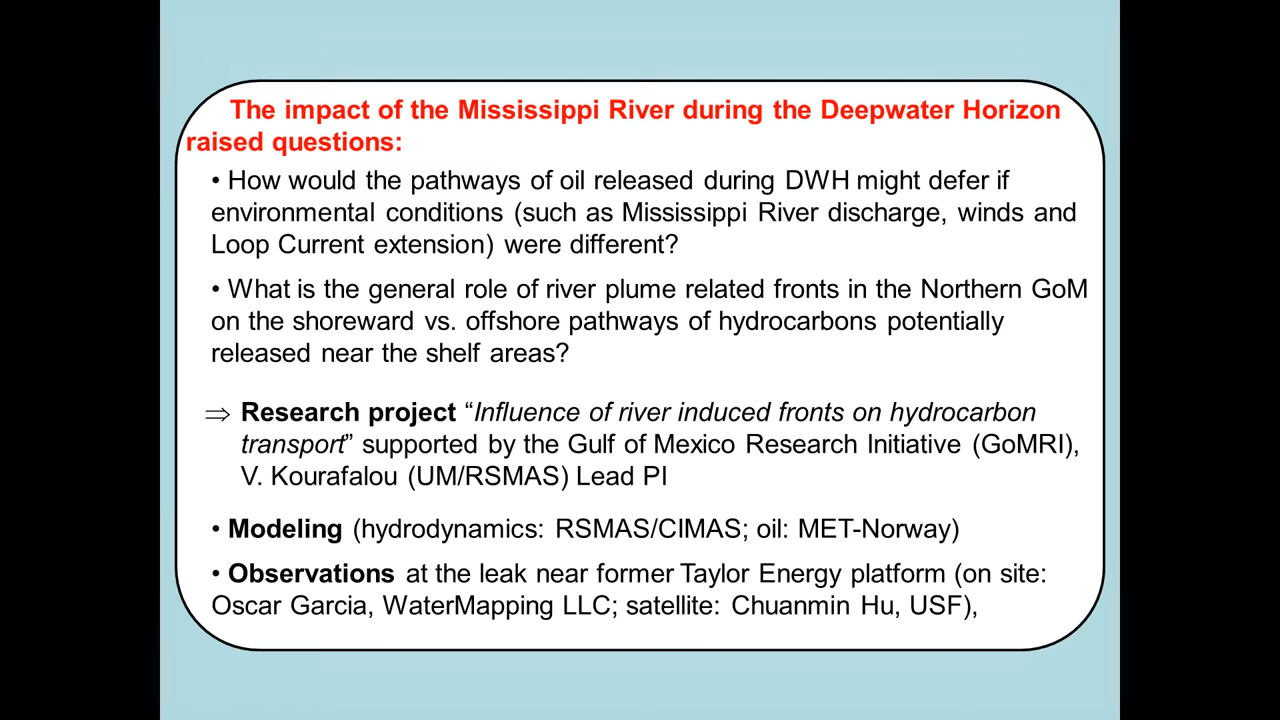 The impact of the Mississippi River during the Deepwater Horizon
raised questions:
• How would the pathways of oil released during DWH might defer if
environmental conditions (such as Mississippi River discharge, winds and
Loop Current extension) were different?
• What is the general role of river plume related fronts in the Northern GoM
on the shoreward vs. offshore pathways of hydrocarbons potentially
released near the shelf areas?
⇒ Research project “Influence of river induced fronts on hydrocarbon
transport” supported by the Gulf of Mexico Research Initiative (GoMRI),
V. Kourafalou (UM/RSMAS) Lead PI
• Modeling (hydrodynamics: RSMAS/CIMAS; oil: MET-Norway)
• Observations at the leak near former Taylor Energy platform (on site:
Oscar Garcia, WaterMapping LLC; satellite: Chuanmin Hu, USF),